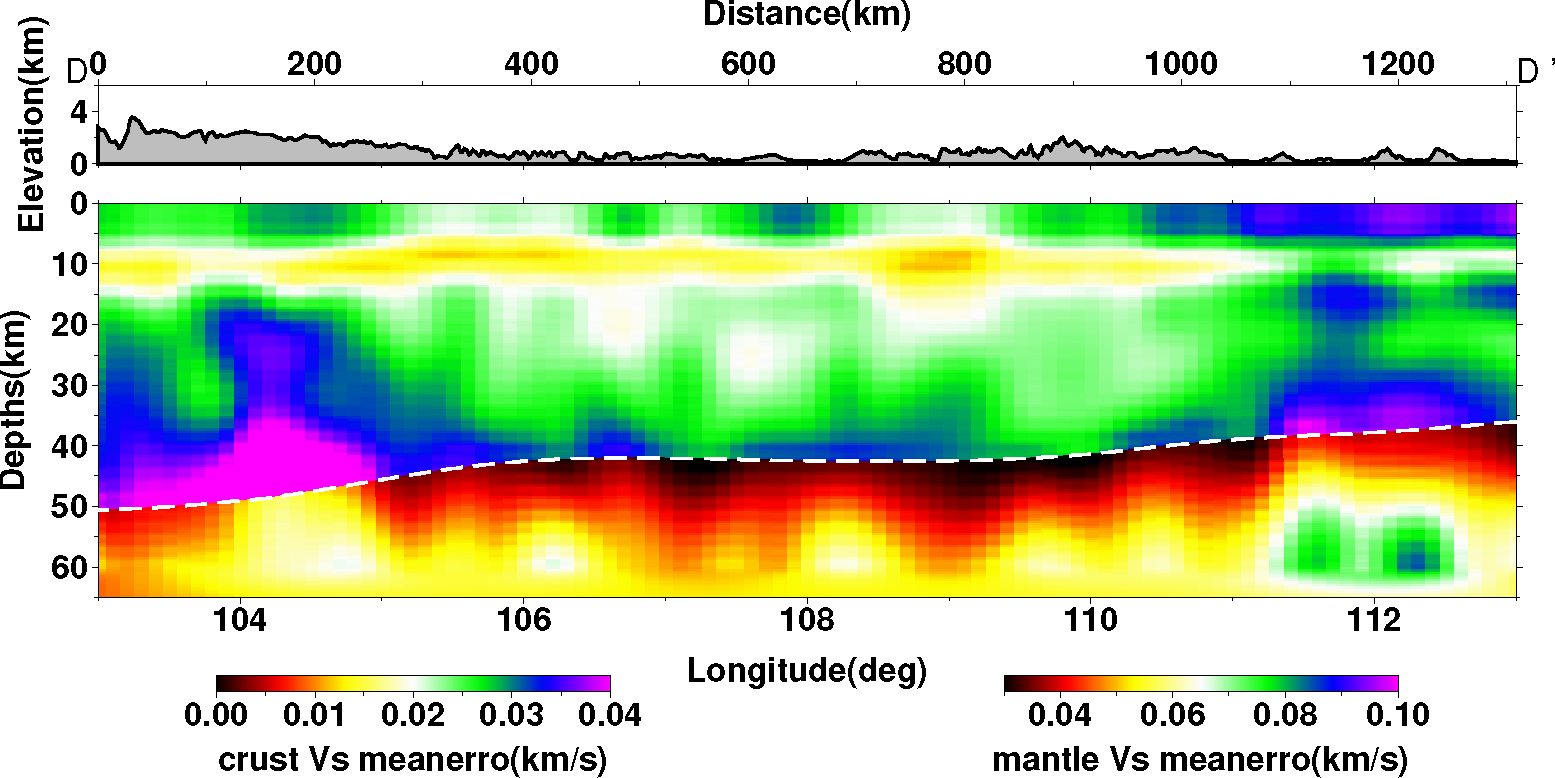 Distance(km)
D 0 200 400 600 800 1000 1200 D ’
Elevation(km)
4
0
Depths(km)
0
10
20
30
40
50
60
104 106 108 110 112
Longitude(deg)
0.00 0.01 0.02 0.03 0.04
crust Vs meanerro(km/s)
0.04 0.06 0.08 0.10
mantle Vs meanerro(km/s)